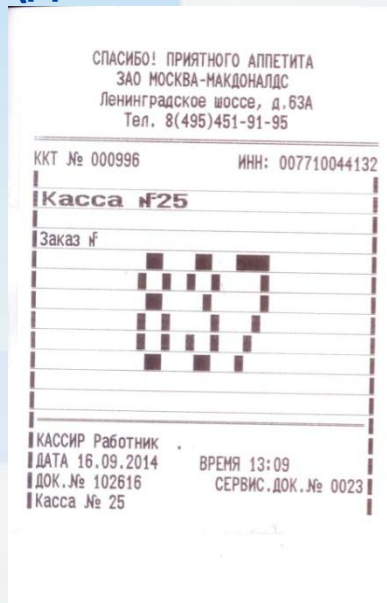 СПАСИБО! ПРИЯТНОГО АППЕТИТА
ЗАО МОСКВА-МАКДОНАЛДС
Ленинградское шоссе, д.63А
Тел. 8(495)451-91-95
ККТ № 000996 ИНН: 007710044132
Касса №25
Заказ №
837
КАССИР Работник .
ДАТА 16.09.2014 ВРЕМЯ 13:09
ДОК.№ 102616 СЕРВИС.ДОК.№ 0023
Касса № 25